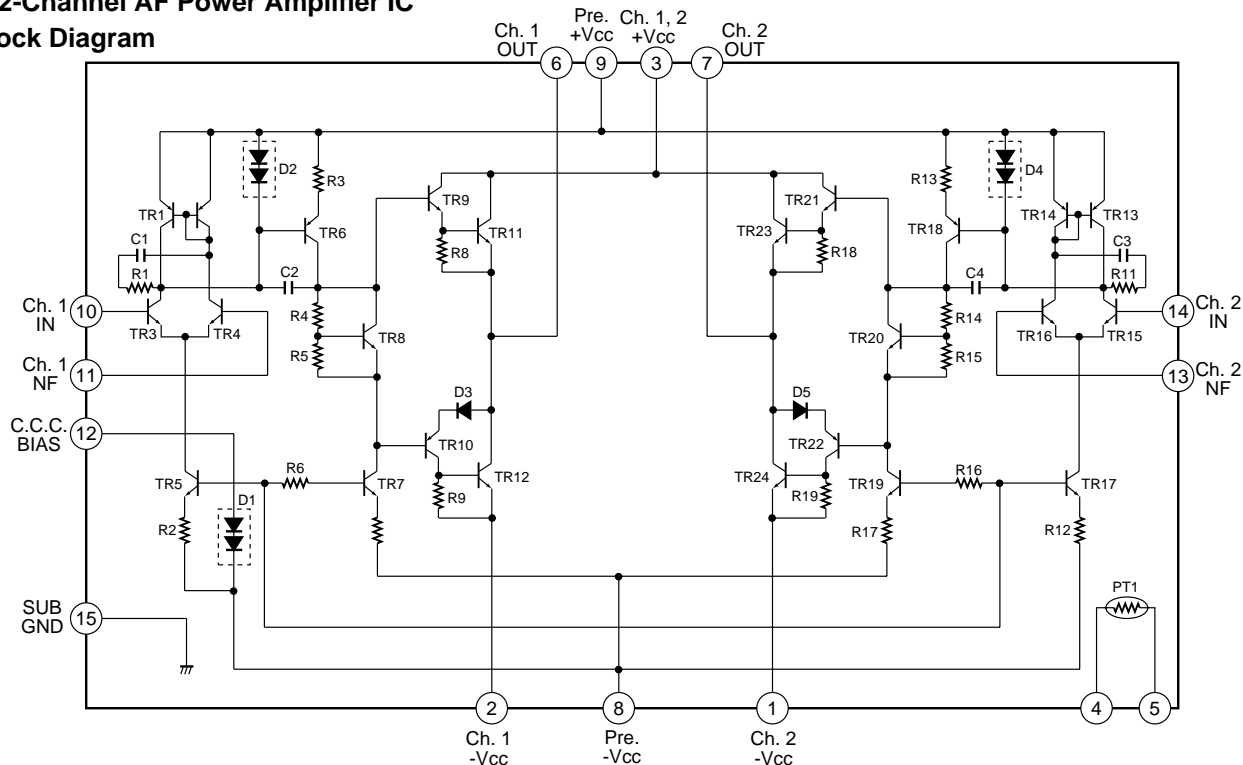 2-Channel AF Power Amplifier IC
ock Diagram
Ch. 1
OUT
Pre.
+Vcc
Ch. 1, 2
+Vcc
Ch. 2
OUT
6
9
3
7
D2
R3
TR1
TR6
C1
R1
C2
TR9
TR11
R8
TR21
TR23
R18
R13
D4
TR18
TR14
TR13
C4
C3
R11
Ch. 1
IN
10
TR3
TR4
R4
R5
TR8
TR20
R14
R15
TR16
TR15
14
Ch. 2
IN
Ch. 1
NF
11
13
Ch. 2
NF
C.C.C.
BIAS
12
D3
TR10
D5
TR22
TR5
R6
TR7
TR12
R9
TR24
R19
TR19
R16
TR17
R2
D1
R17
R12
SUB
GND
15
PT1
2
8
1
4
5
Ch. 1
-Vcc
Pre.
-Vcc
Ch. 2
-Vcc